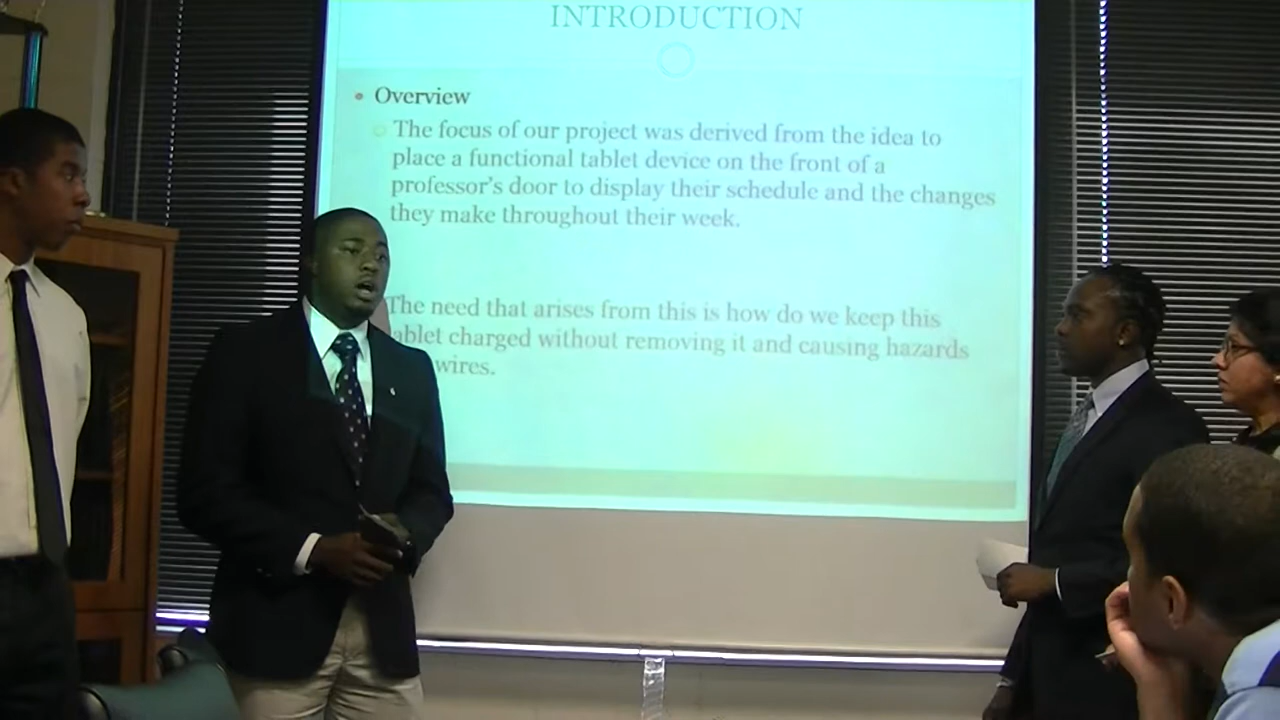 INTRODUCTION
Overview
The focus of our project was derived from the idea to
place a functional tablet device on the front of a
professor's door to display their schedule and the changes
they make throughout their week.
The need that arises from this is how do we keep this
ablet charged without removing it and causing hazards
wires.